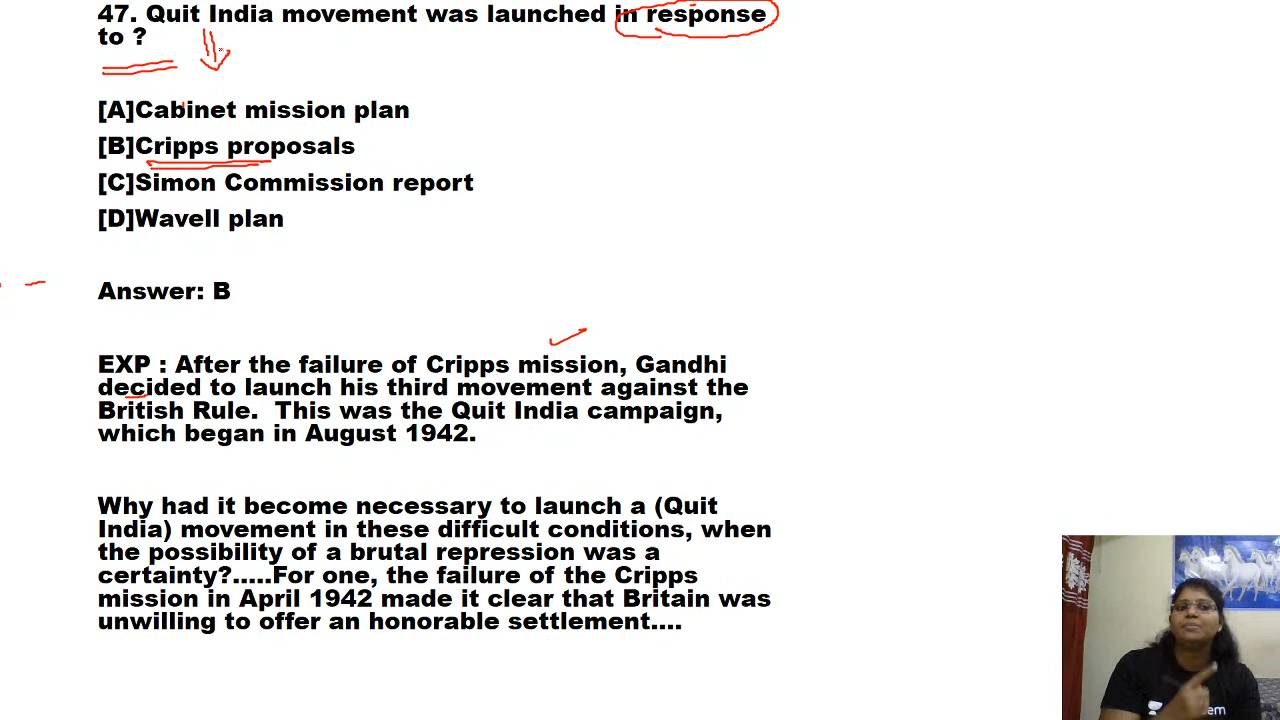 47. Quit India movement was launched in response
to ?
[A]Cabinet mission plan
[B]Cripps proposals
[C]Simon Commission report
[D]Wavell plan
Answer: B
EXP : After the failure of Cripps mission, Gandhi
decided to launch his third movement against the
British Rule.  This was the Quit India campaign,
which began in August 1942.
Why had it become necessary to launch a (Quit
India) movement in these difficult conditions, when
the possibility of a brutal repression was a
certainty?.....For one, the failure of the Cripps
mission in April 1942 made it clear that Britain was
unwilling to offer an honorable settlement....